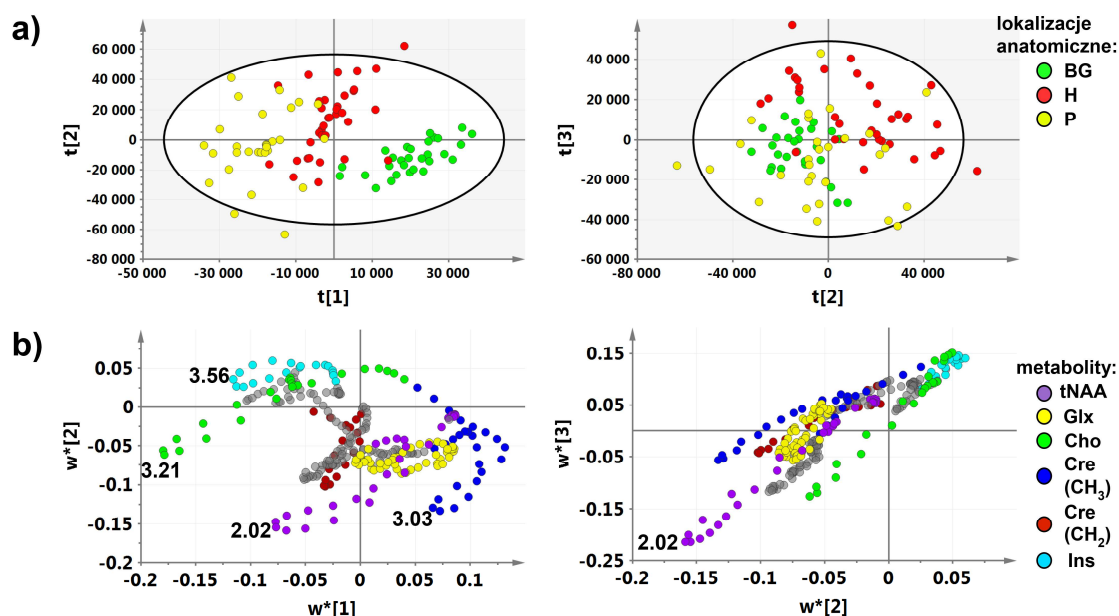 a)
60 000
40 000
20 000
0
-20 000
-40 000
-60 000
-80 000
t[2]
-50 000
-30 000
-10 000
10 000
30 000
t[1]
60 000
40 000
20 000
0
-20 000
-40 000
-60 000
t[3]
-80 000
-40 000
0
40 000
t[2]
lokalizacje
anatomiczne:
BG
H
P
b)
0.05
0
-0.05
-0.1
-0.15
-0.2
w*[2]
3.56
3.21
2.02
3.03
-0.2
-0.15
-0.1
-0.05
0
0.05
0.1
w*[1]
0.15
0.05
-0.05
-0.15
-0.25
w*[3]
2.02
-0.2
-0.15
-0.1
-0.05
0
0.05
w*[2]
metabolity:
tNAA
Glx
Cho
Cre
(CH3)
Cre
(CH2)
Ins